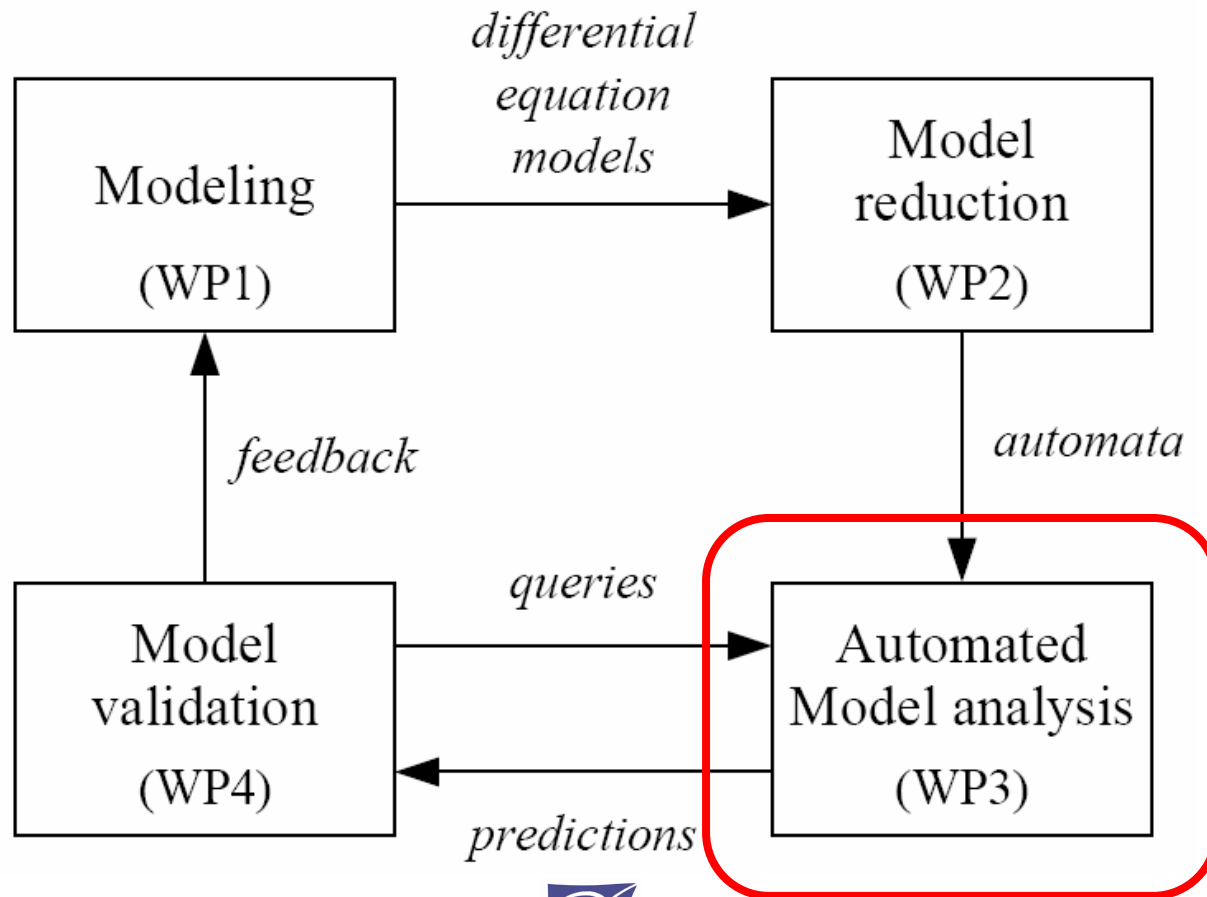 differential
equation
models
Modeling
(WP1)
Model
reduction
(WP2)
feedback
automata
queries
Model
validation
(WP4)
Automated
Model analysis
(WP3)
predictions